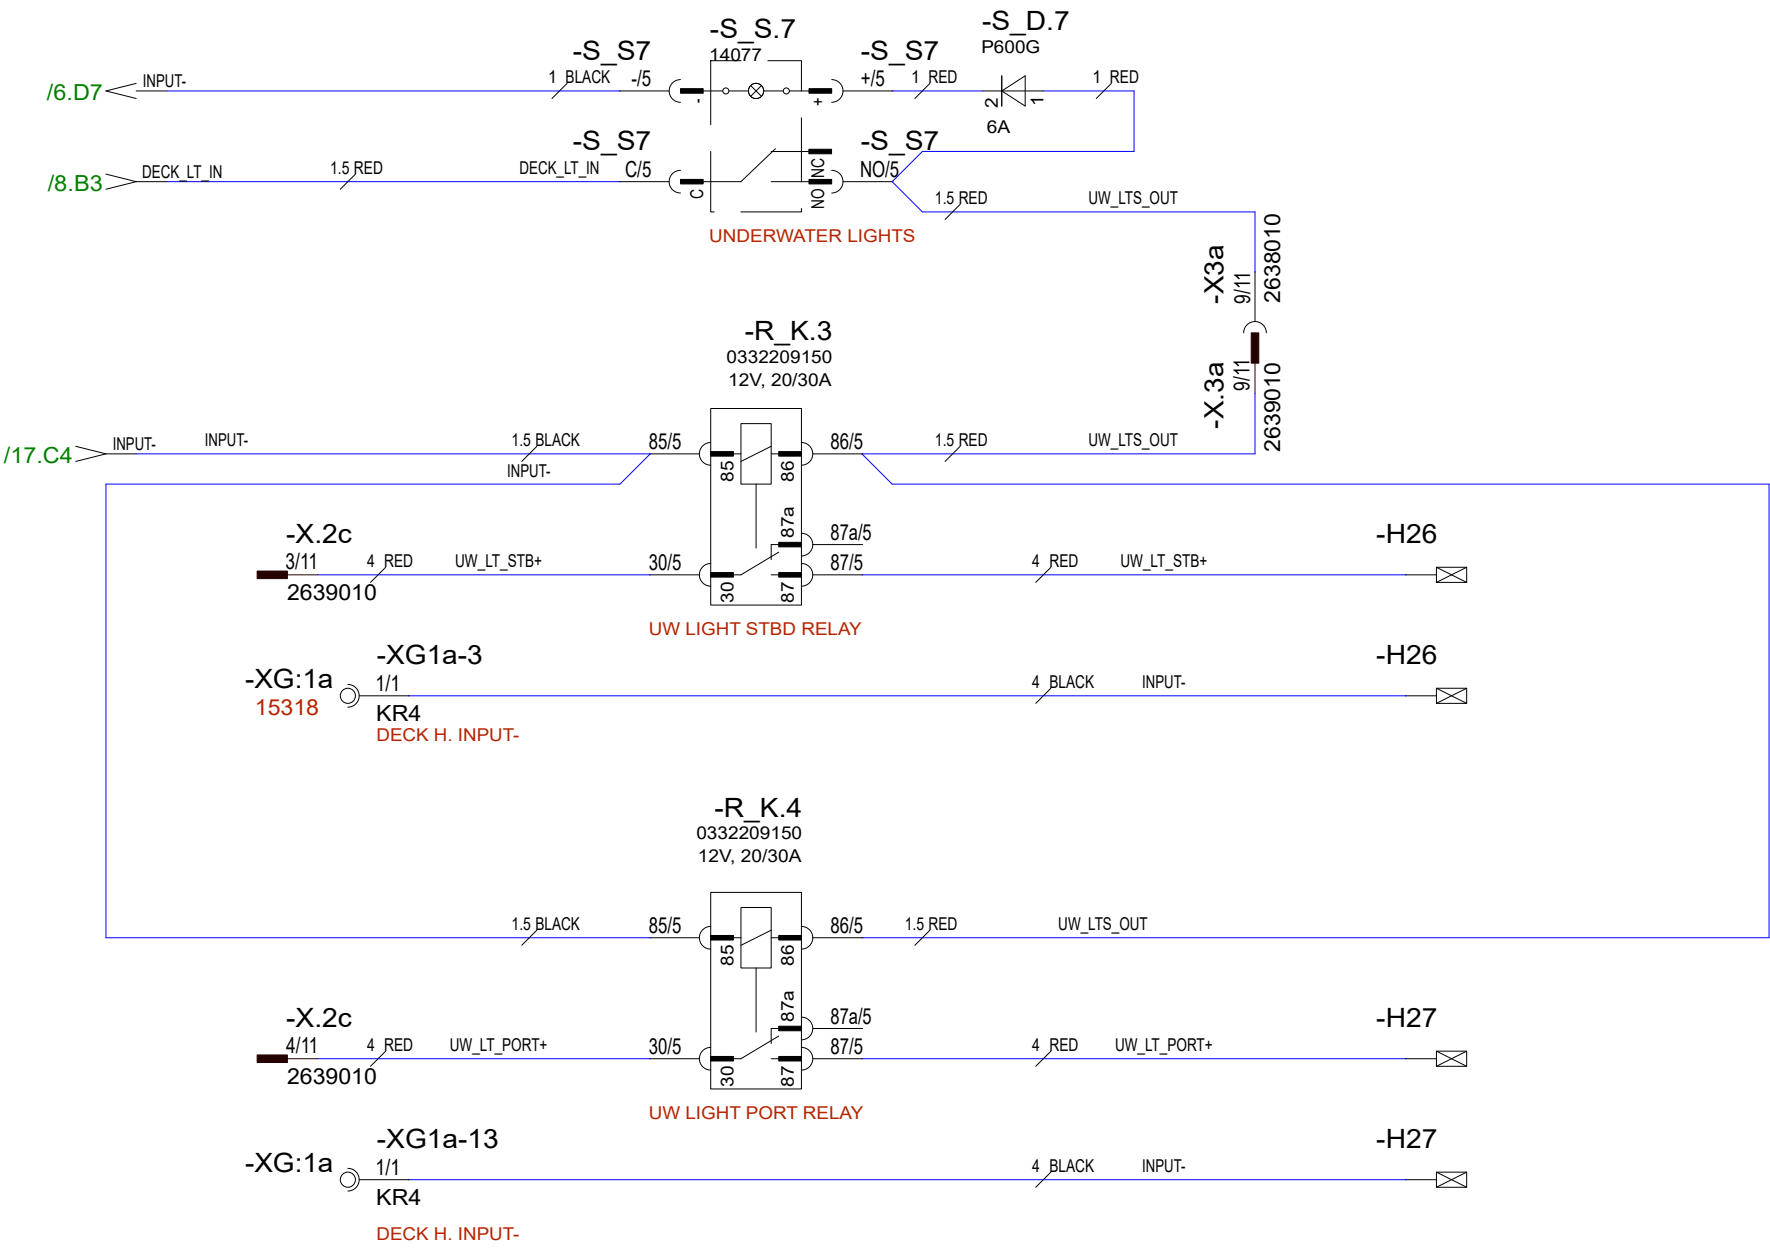 -S_S.7
14077
-S_D.7
P600G
-S_S7
-S_S7
/6.D7
INPUT-
1 BLACK
-/5
-
+
+/5
1 RED
2
1
1 RED
6A
-S_S7
-S_S7
/8.B3
DECK_LT_IN
1.5 RED
DECK_LT_IN
C/5
C
NO
NC
NO/5
1.5 RED
UW_LTS_OUT
UNDERWATER LIGHTS
-X3a
9/11
2638010
-X.3a
9/11
2639010
-R_K.3
0332209150
12V, 20/30A
/17.C4
INPUT-
INPUT-
1.5 BLACK
85/5
85
86
86/5
1.5 RED
UW_LTS_OUT
INPUT-
-X.2c
3/11
2639010
4 RED
UW_LT_STB+
30/5
30
87a
87
87a/5
87/5
4 RED
UW_LT_STB+
-H26
UW LIGHT STBD RELAY
-XG:1a
15318
-XG1a-3
1/1
KR4
DECK H. INPUT-
4 BLACK
INPUT-
-H26
-R_K.4
0332209150
12V, 20/30A
1.5 BLACK
85/5
85
86
86/5
1.5 RED
UW_LTS_OUT
-X.2c
4/11
2639010
4 RED
UW_LT_PORT+
30/5
30
87a
87
87a/5
87/5
4 RED
UW_LT_PORT+
-H27
UW LIGHT PORT RELAY
-XG:1a
-XG1a-13
1/1
KR4
DECK H. INPUT-
4 BLACK
INPUT-
-H27